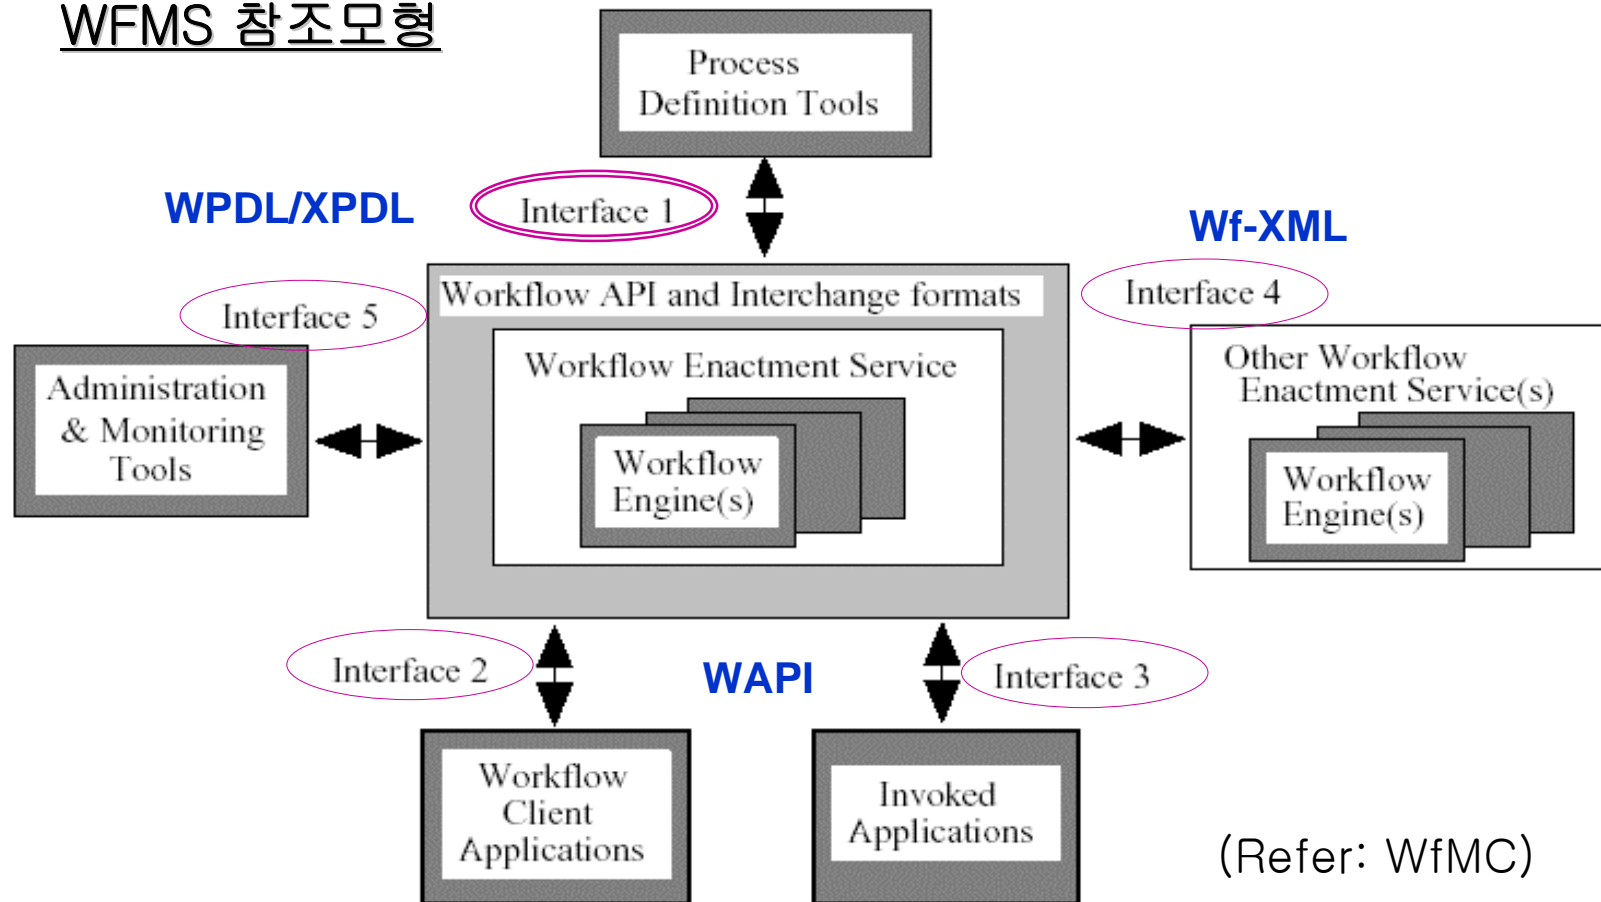 WFMS 참조모형
Process
Definition Tools
WPDL/XPDL
Interface 1
Wf-XML
Interface 5
Workflow API and Interchange formats
Interface 4
Administration
& Monitoring
Tools
Workflow Enactment Service
Workflow
Engine(s)
Other Workflow
Enactment Service(s)
Workflow
Engine(s)
Interface 2
WAPI
Interface 3
Workflow
Client
Applications
Invoked
Applications
(Refer: WfMC)